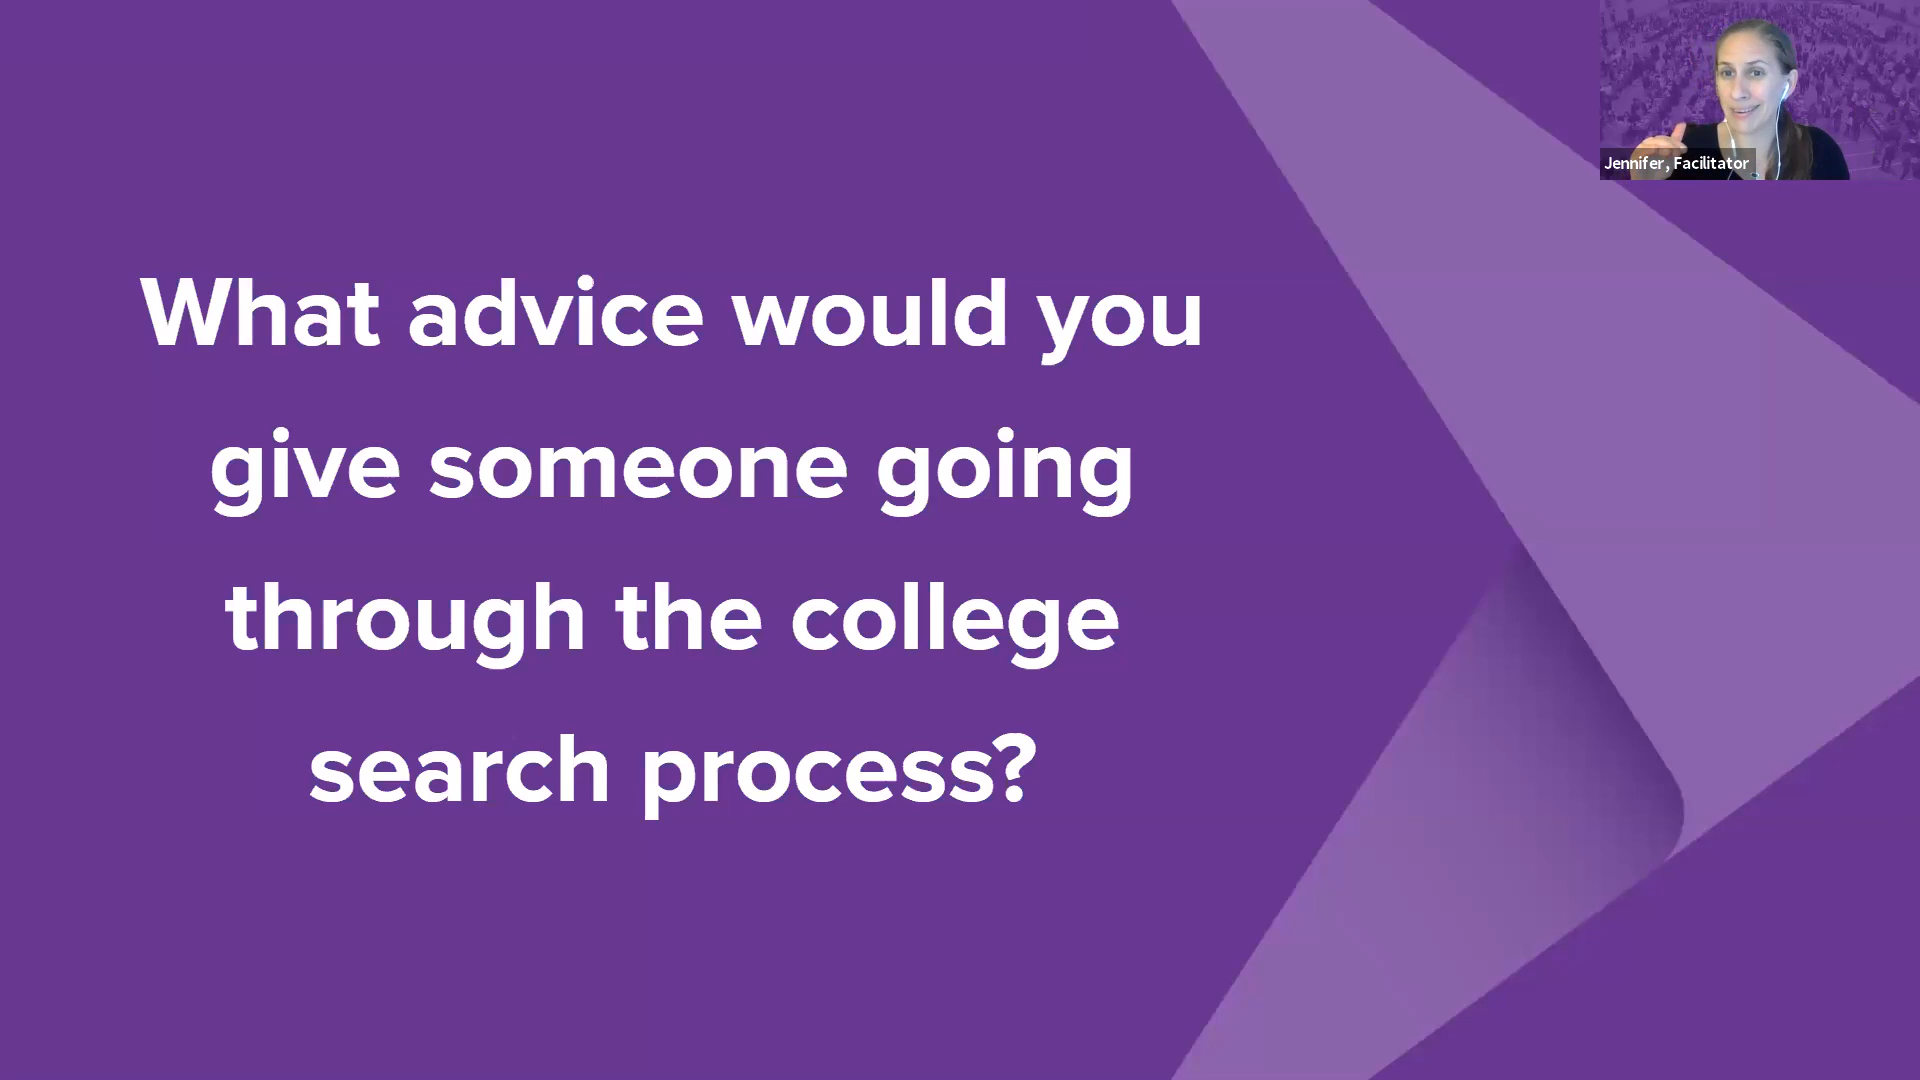 What advice would you
give someone going
through the college
search process?
Jennifer, Facilitator